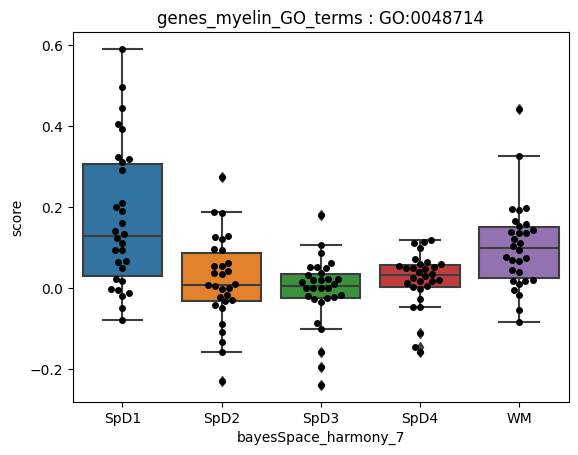 genes_myelin_GO_terms : GO:0048714
score
0.6
0.4
0.2
0.0
−0.2
SpD1 SpD2 SpD3 SpD4 WM
bayesSpace_harmony_7